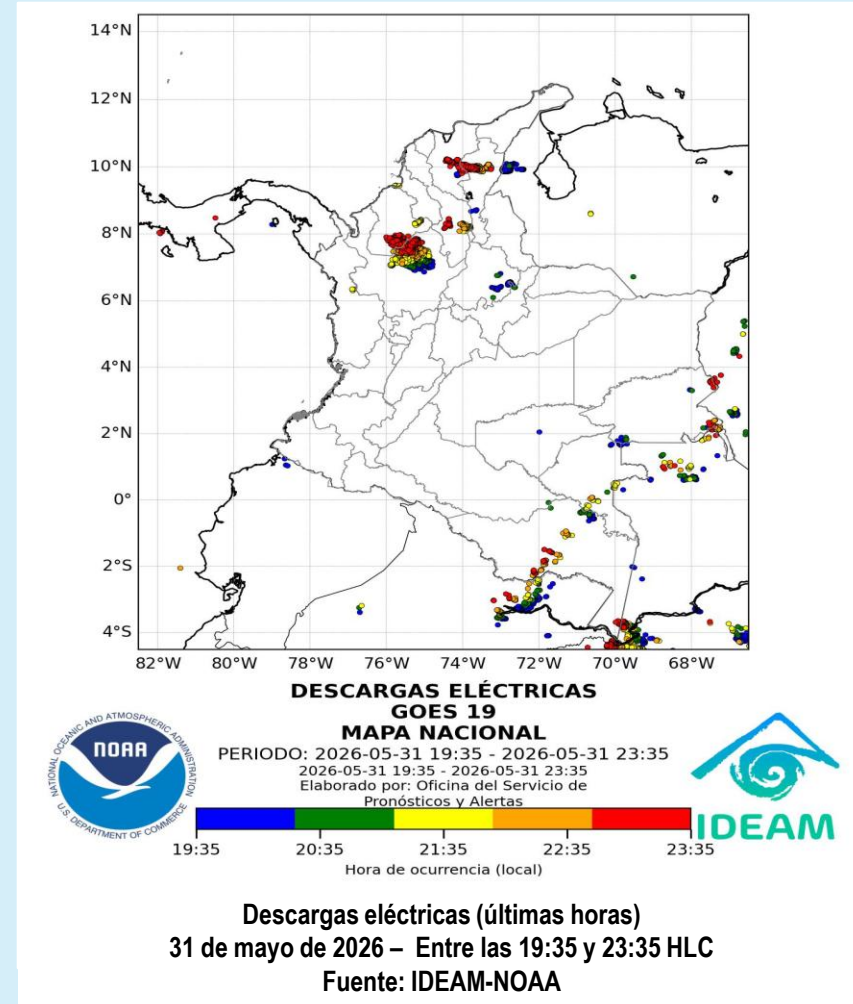 14°N
12°N
10°N
8°N
6°N
4°N
2°N
0°
2°S
4°S
82°W 80°W 78°W 76°W 74°W 72°W 70°W 68°W
DESCARGAS ELÉCTRICAS
GOES 19
MAPA NACIONAL
PERIODO: 2026-05-31 19:35 - 2026-05-31 23:35
2026-05-31 19:35 - 2026-05-31 23:35
Elaborado por: Oficina del Servicio de
Pronósticos y Alertas
NATIONAL OCEANIC AND ATMOSPHERIC ADMINISTRATION
NOAA
U.S. DEPARTMENT OF COMMERCE
IDEAM
19:35 20:35 21:35 22:35 23:35
Hora de ocurrencia (local)
Descargas eléctricas (últimas horas)
31 de mayo de 2026 – Entre las 19:35 y 23:35 HLC
Fuente: IDEAM-NOAA